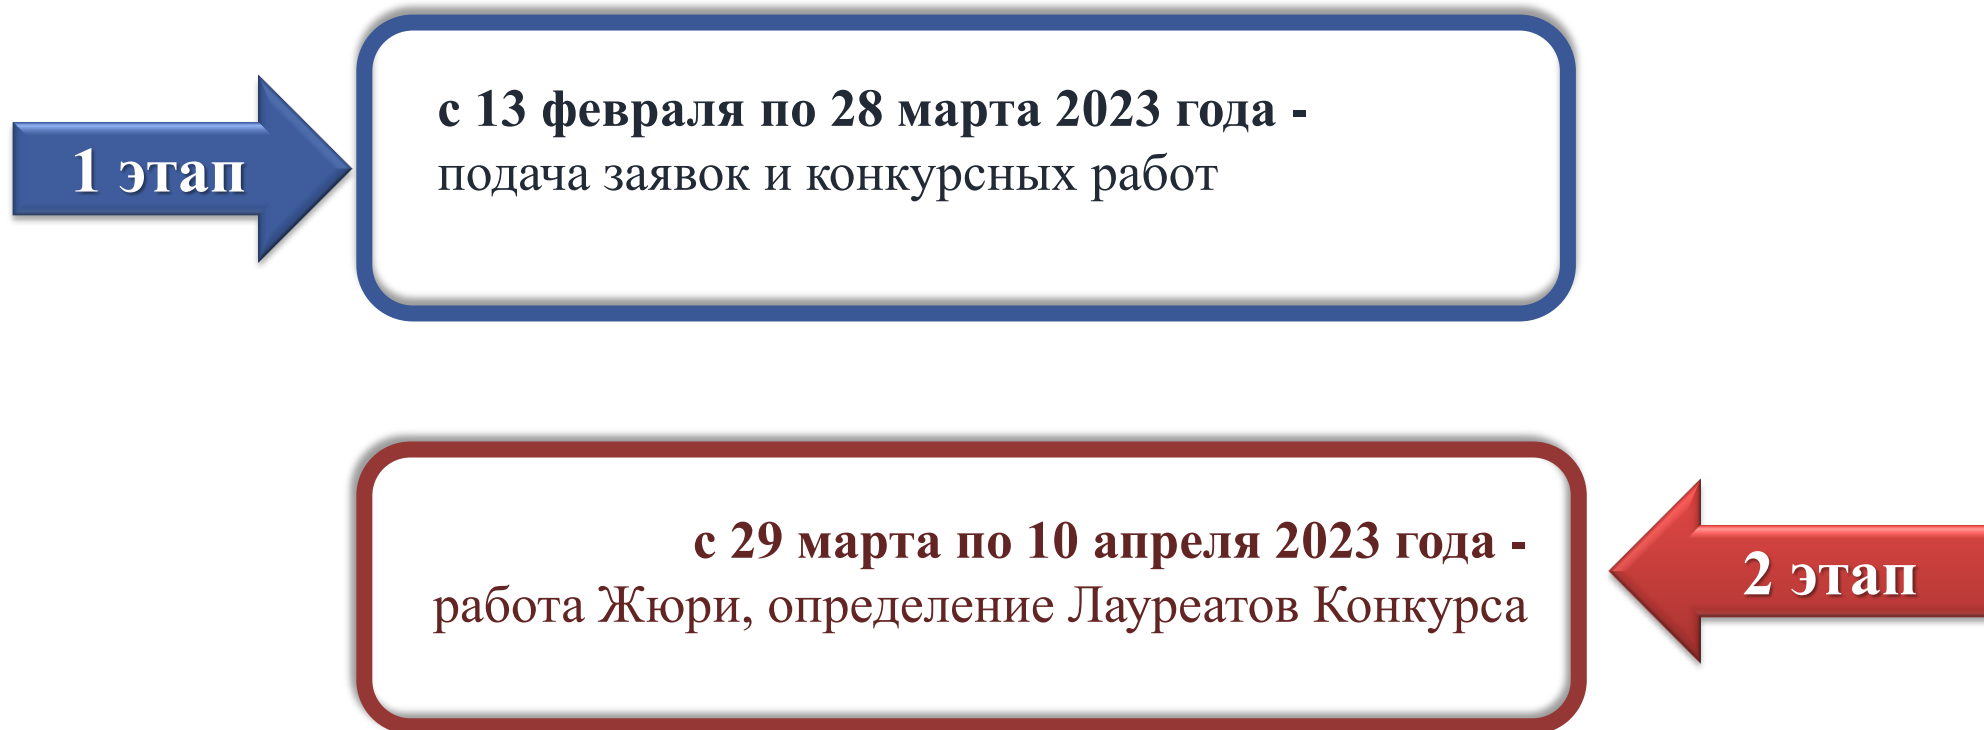 1 этап
с 13 февраля по 28 марта 2023 года -
подача заявок и конкурсных работ
с 29 марта по 10 апреля 2023 года -
работа Жюри, определение Лауреатов Конкурса
2 этап